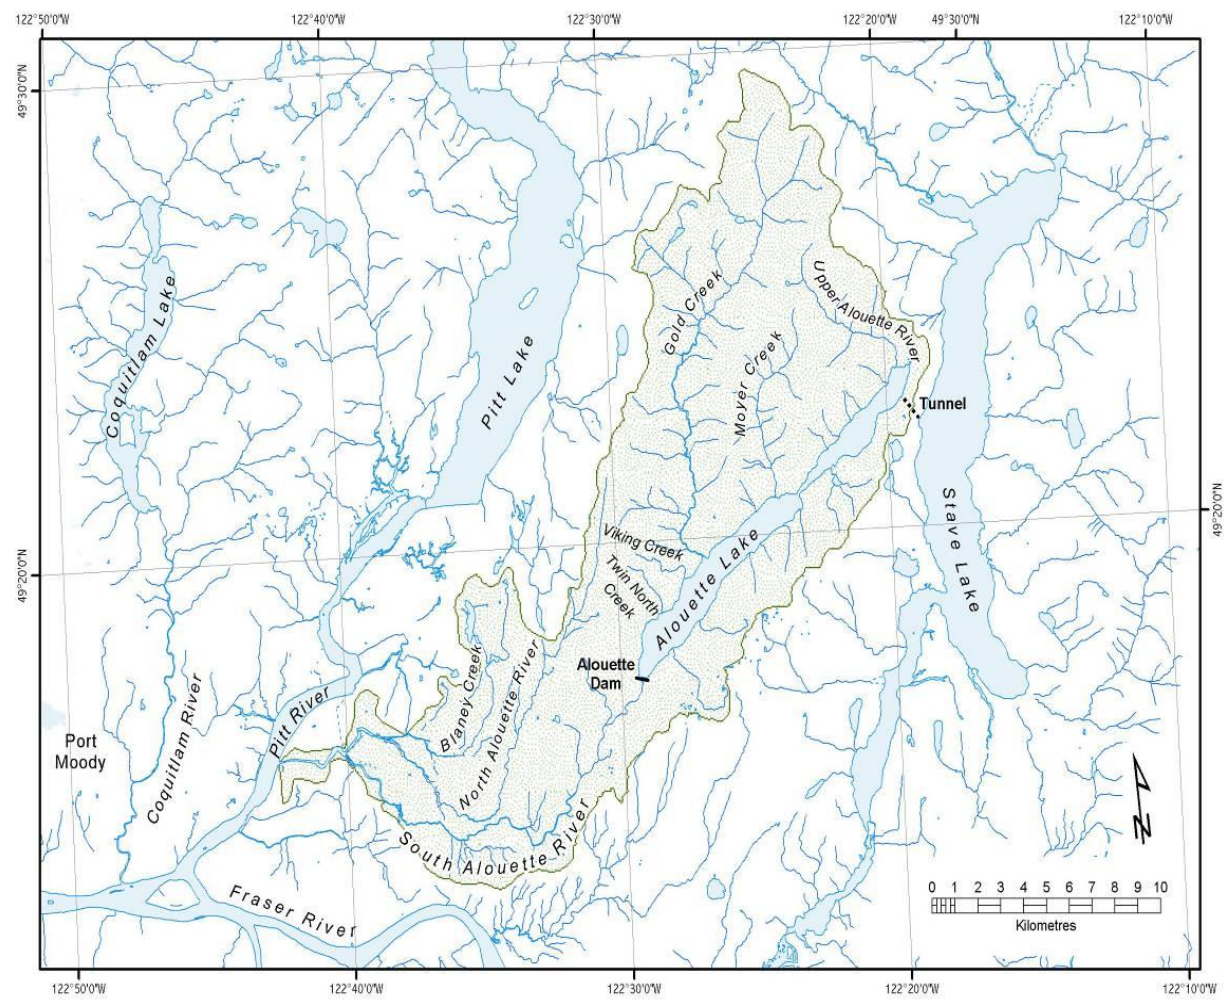 122°50'0"W
122°40'0"W
122°30'0"W
122°20'0"W
49°30'0"W
122°10'0"W
49°30'0"N
Upper Alouette River
Gold Creek
Coquitlam Lake
Moyer Creek
Pitt Lake
Tunnel
Stave Lake
49°20'0"N
Viking Creek
Alouette Lake
49°20'0"N
Twin North
Creek
Alouette
Dam
Blaney Creek
North Alouette River
Pitt River
Coquitlam River
Port
Moody
South Alouette River
N
Fraser River
0 1 2 3 4 5 6 7 8 9 10
Kilometres
122°50'0"W
122°40'0"W
122°30'0"W
122°20'0"W
122°10'0"W